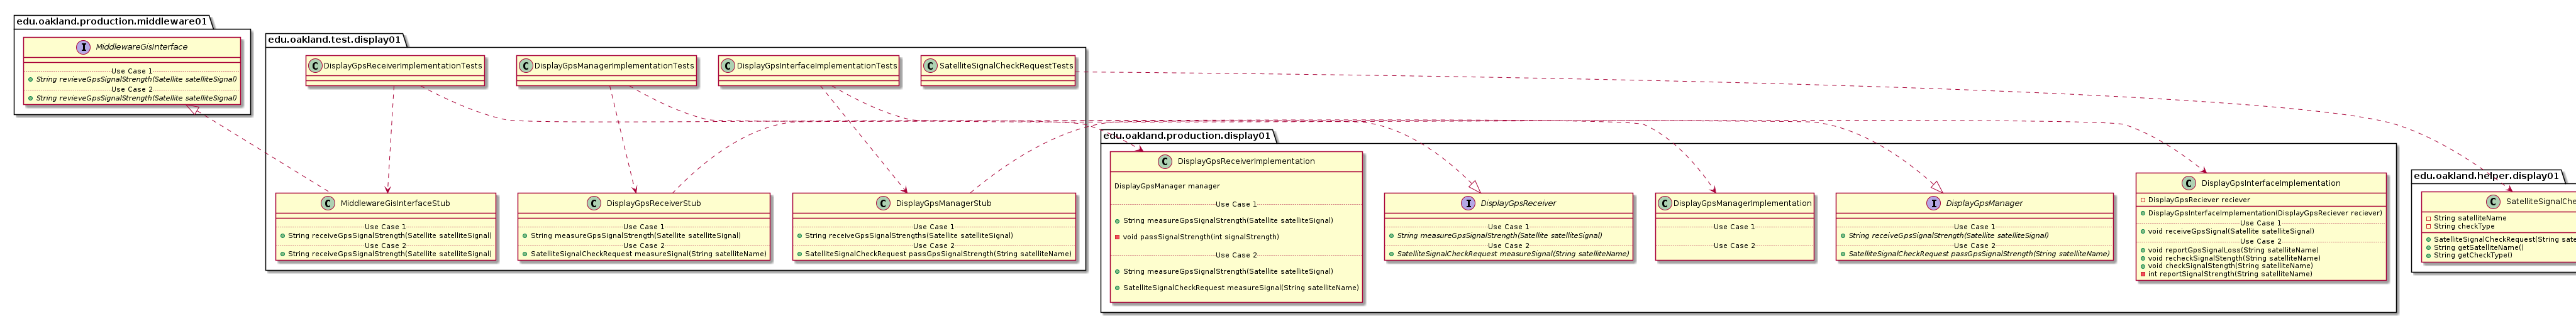 edu.oakland.production.middleware01
MiddlewareGisInterface
Use Case 1
String revieveGpsSignalStrength(Satellite satelliteSignal)
Use Case 2
String revieveGpsSignalStrength(Satellite satelliteSignal)
edu.oakland.test.display01
DisplayGpsReceiverImplementationTests
DisplayGpsManagerImplementationTests
DisplayGpsInterfaceImplementationTests
SatelliteSignalCheckRequestTests
MiddlewareGisInterfaceStub
Use Case 1
String receiveGpsSignalStrength(Satellite satelliteSignal)
Use Case 2
String receiveGpsSignalStrength(Satellite satelliteSignal)
DisplayGpsReceiverStub
Use Case 1
String measureGpsSignalStrength(Satellite satelliteSignal)
Use Case 2
SatelliteSignalCheckRequest measureSignal(String satelliteName)
DisplayGpsManagerStub
Use Case 1
String receiveGpsSignalStrengths(Satellite satelliteSignal)
Use Case 2
SatelliteSignalCheckRequest passGpsSignalStrength(String satelliteName)
edu.oakland.production.display01
DisplayGpsReceiverImplementation
DisplayGpsManager manager
Use Case 1
String measureGpsSignalStrength(Satellite satelliteSignal)
void passSignalStrength(int signalStrength)
Use Case 2
String measureGpsSignalStrength(Satellite satelliteSignal)
SatelliteSignalCheckRequest measureSignal(String satelliteName)
DisplayGpsReceiver
Use Case 1
String measureGpsSignalStrength(Satellite satelliteSignal)
Use Case 2
SatelliteSignalCheckRequest measureSignal(String satelliteName)
DisplayGpsManagerImplementation
Use Case 1
Use Case 2
DisplayGpsManager
Use Case 1
String receiveGpsSignalStrength(Satellite satelliteSignal)
Use Case 2
SatelliteSignalCheckRequest passGpsSignalStrength(String satelliteName)
DisplayGpsInterfaceImplementation
DisplayGpsReciever reciever
DisplayGpsInterfaceImplementation(DisplayGpsReciever reciever)
Use Case 1
void receiveGpsSignal(Satellite satelliteSignal)
Use Case 2
void reportGpsSignalLoss(String satelliteName)
void recheckSignalStength(String satelliteName)
void checkSignalStength(String satelliteName)
int reportSignalStrength(String satelliteName)
edu.oakland.helper.display01
SatelliteSignalChe
String satelliteName
String checkType
SatelliteSignalCheckRequest(String sate
String getSatelliteName()
String getCheckType()